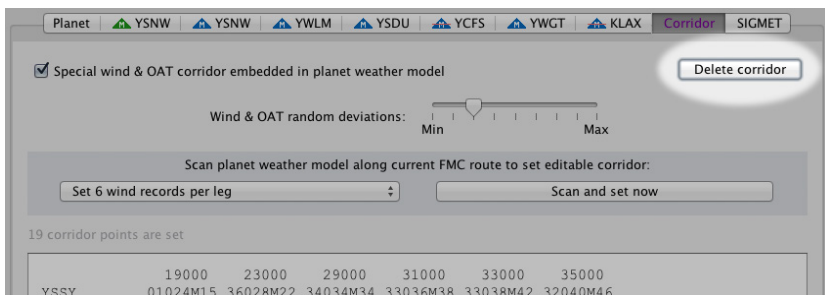 Planet YSNW YSNW YWLM YSDU YCFS YWGT KLAX Corridor SIGMET
Special wind & OAT corridor embedded in planet weather model Delete corridor
Wind & OAT random deviations:
Min Max
Scan planet weather model along current FMC route to set editable corridor:
Set 6 wind records per leg Scan and set now
19 corridor points are set
19000 23000 29000 31000 33000 35000
YSSY 01024M15 36028M22 34034M34 33036M38 33038M42 32040M46